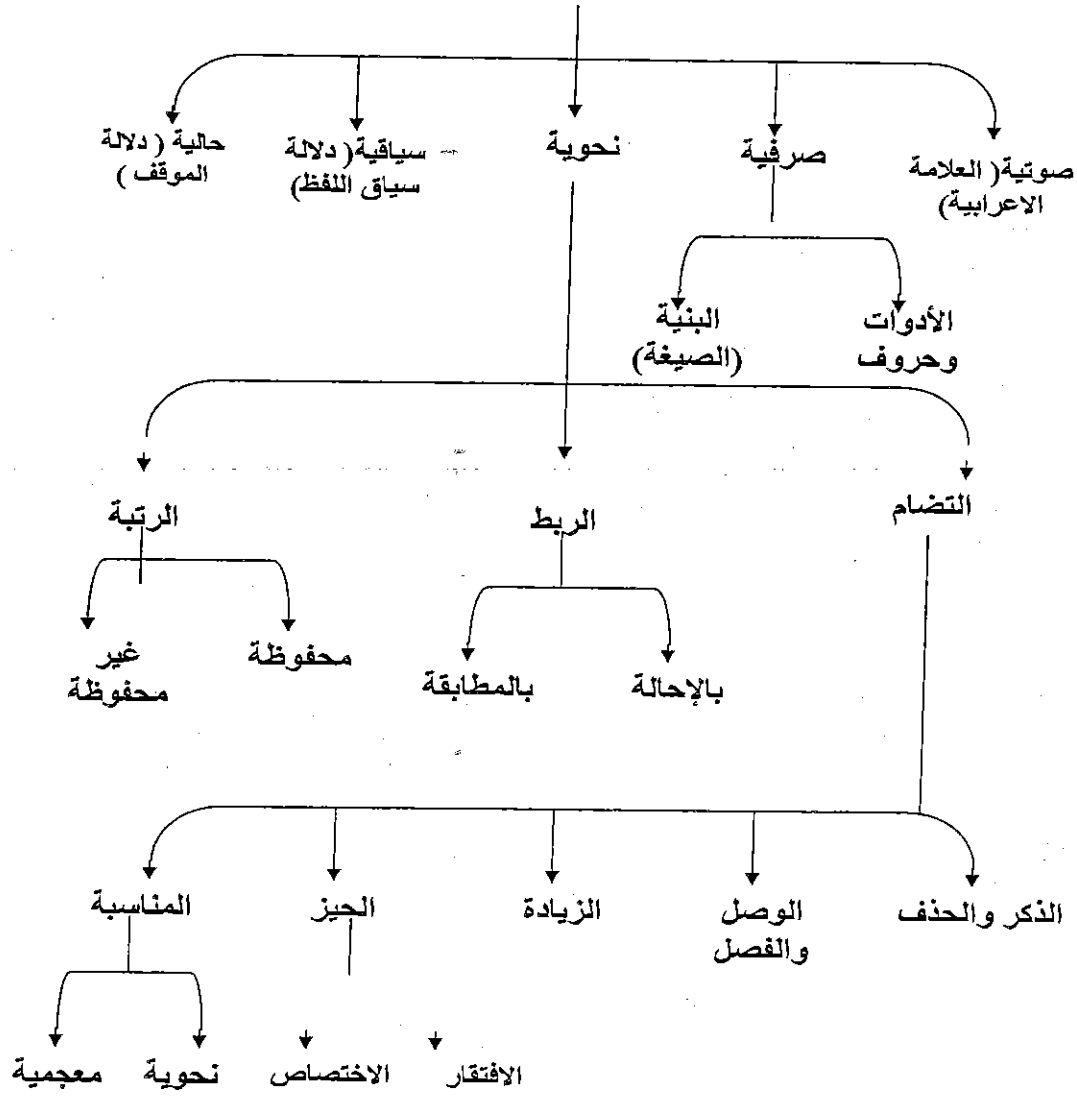 صوتية( العلامة
الاعرابية)
صرفية
نحوية
سياقية( دلالة
سياق اللفظ)
حالية ( دلالة
الموقف )
الأدوات
وحروف
البنية
(الصيغة)
التضام
الربط
الرتبة
بالإحالة
بالمطابقة
محفوظة
غير
محفوظة
الذكر والحذف
الوصل
والفصل
الزيادة
الحيز
المناسبة
الافتقار
الاختصاص
نحوية
معجمية